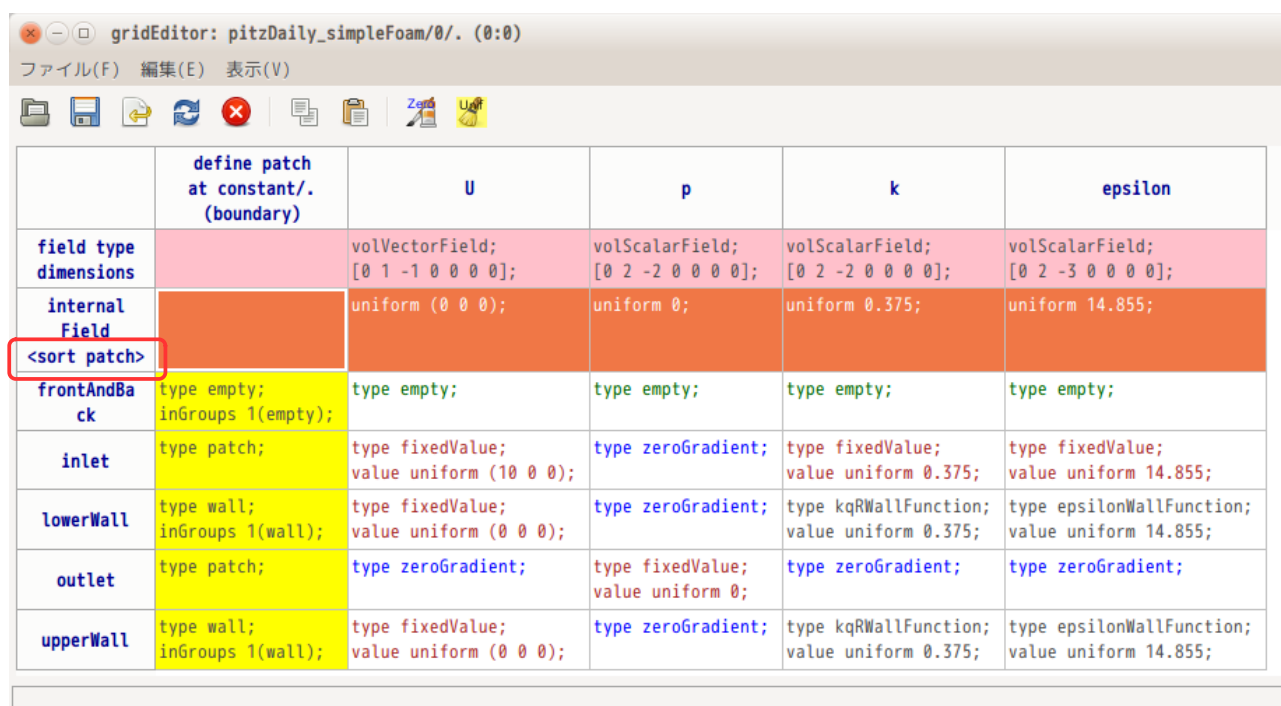 gridEditor: pitzDaily_simpleFoam/0/. (0:0)
ファイル(F) 編集(E) 表示(V)
Zero Unif
define patch
at constant/.
(boundary)
U
p
k
epsilon
field type
dimensions
volVectorField;
[0 1 -1 0 0 0 0];
volScalarField;
[0 2 -2 0 0 0 0];
volScalarField;
[0 2 -2 0 0 0 0];
volScalarField;
[0 2 -3 0 0 0 0];
internal
Field
<sort patch>
uniform (0 0 0);
uniform 0;
uniform 0.375;
uniform 14.855;
frontAndBa
ck
type empty;
inGroups 1(empty);
type empty;
type empty;
type empty;
type empty;
inlet
type patch;
type fixedValue;
value uniform (10 0 0);
type zeroGradient;
type fixedValue;
value uniform 0.375;
type fixedValue;
value uniform 14.855;
lowerWall
type wall;
inGroups 1(wall);
type fixedValue;
value uniform (0 0 0);
type zeroGradient;
type kqRWallFunction;
value uniform 0.375;
type epsilonWallFunction;
value uniform 14.855;
outlet
type patch;
type zeroGradient;
type fixedValue;
value uniform 0;
type zeroGradient;
type zeroGradient;
upperWall
type wall;
inGroups 1(wall);
type fixedValue;
value uniform (0 0 0);
type zeroGradient;
type kqRWallFunction;
value uniform 0.375;
type epsilonWallFunction;
value uniform 14.855;